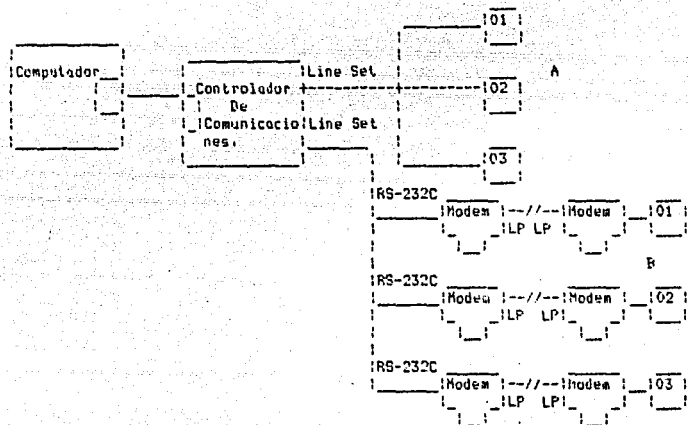 01
Computador
Line Set
A
Controlador
02
De
Comunicacio
Line Set
nes.
03
RS-232C
Modem --//-- Modem 01
LP LP
B
RS-232C
Modem --//-- Modem 02
LP LP
RS-232C
Modem --//-- Modem 03
LP LP